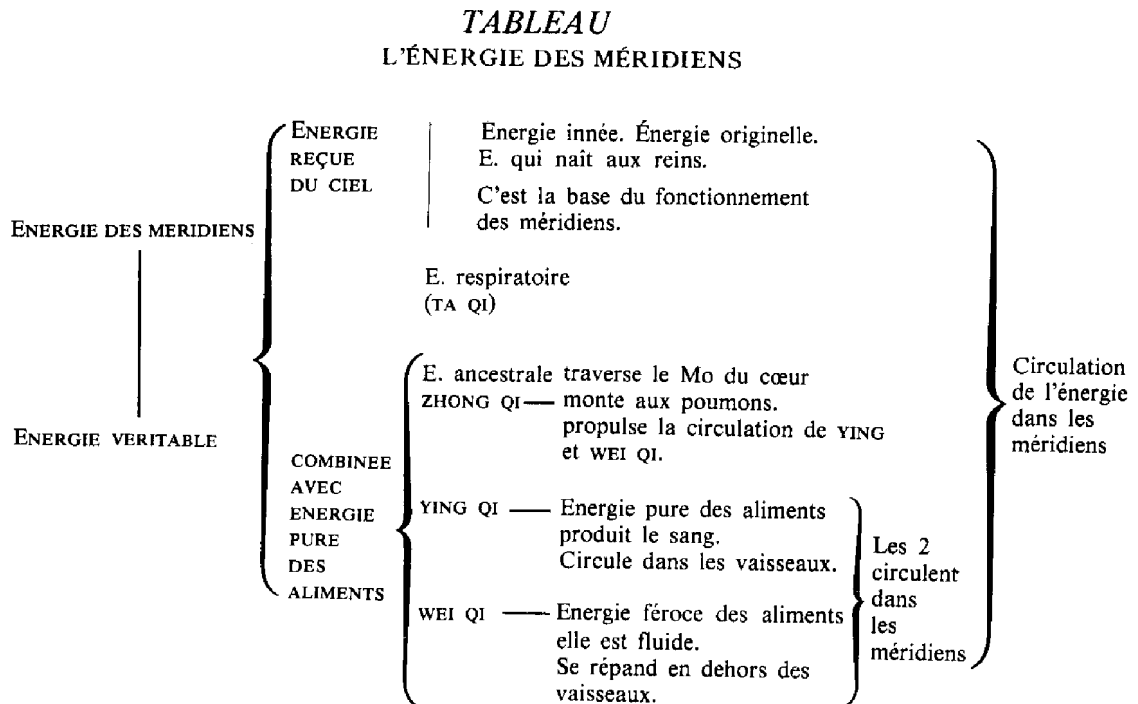 TABLEAU
L'ÉNERGIE DES MÉRIDIENS
ENERGIE DES MERIDIENS
ENERGIE VERITABLE
ENERGIE
REÇUE
DU CIEL
Energie innée. Énergie originelle.
E. qui naît aux reins.
C'est la base du fonctionnement
des méridiens.
E. respiratoire
(TA QI)
COMBINEE
AVEC
ENERGIE
PURE
DES
ALIMENTS
E. ancestrale traverse le Mo du cœur
ZHONG QI — monte aux poumons.
propulse la circulation de YING
et WEI QI.
YING QI — Energie pure des aliments
produit le sang.
Circule dans les vaisseaux.
WEI QI — Energie féroce des aliments
elle est fluide.
Se répand en dehors des
vaisseaux.
Les 2
circulent
dans
les
méridiens
Circulation
de l'énergie
dans les
méridiens